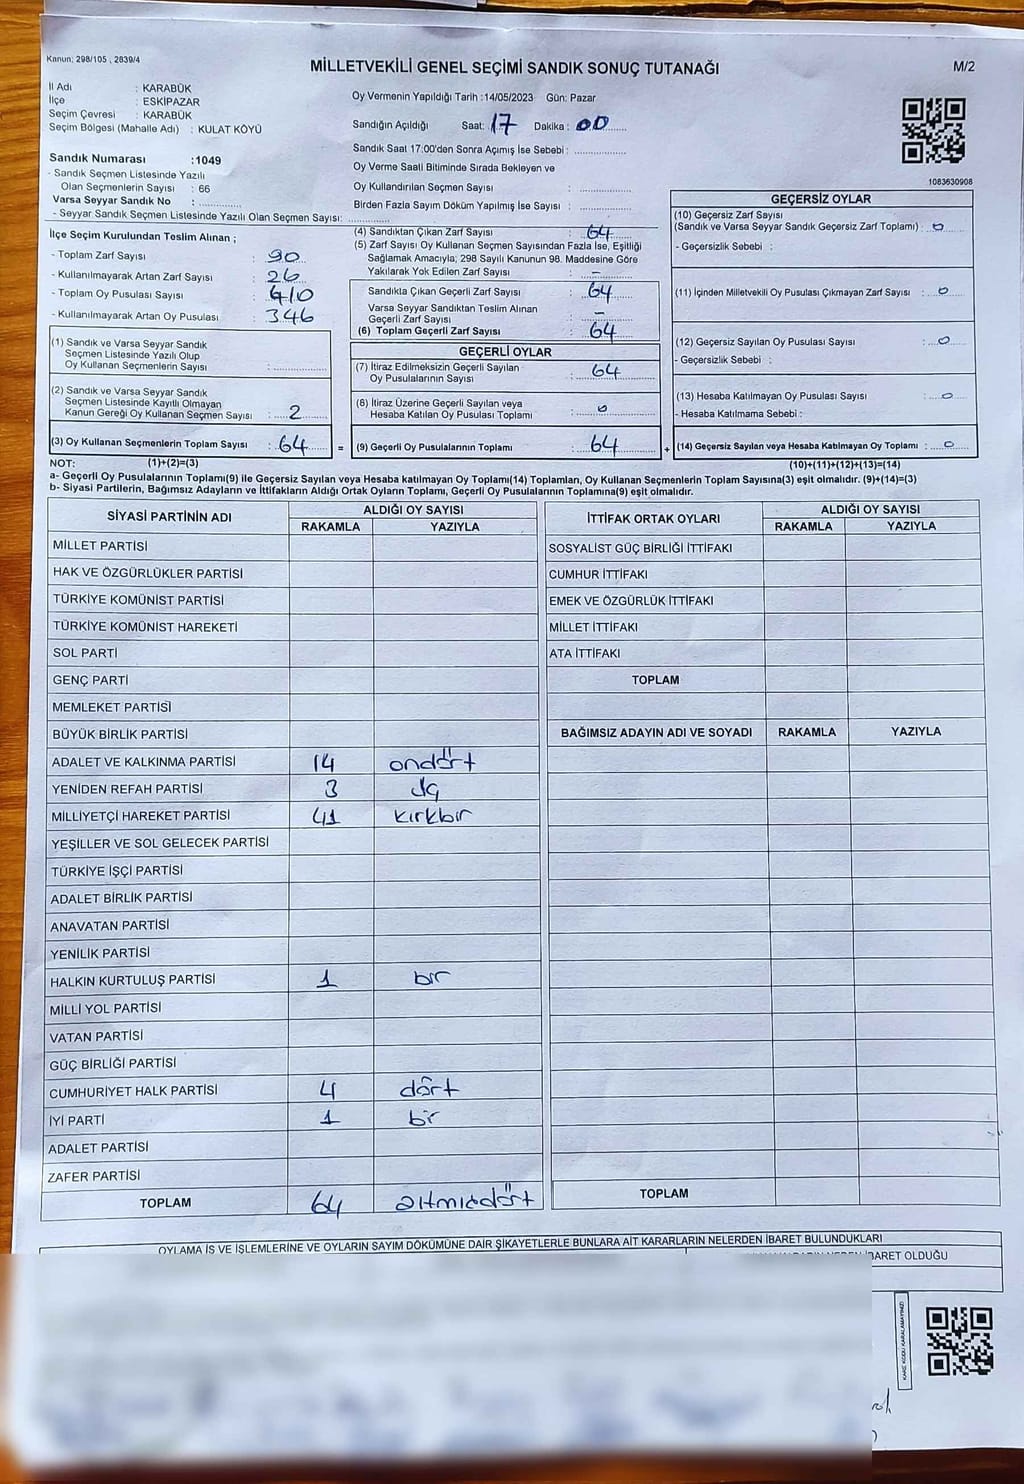 Kanun: 298/105 , 2839/4
MİLLETVEKİLİ GENEL SEÇİMİ SANDIK SONUÇ TUTANAĞI
M/2
İl Adı : KARABÜK
İlçe : ESKİPAZAR
Seçim Çevresi : KARABÜK
Seçim Bölgesi (Mahalle Adı) : KULAT KÖYÜ
Oy Vermenin Yapıldığı Tarih :14/05/2023 Gün: Pazar
Sandığın Açıldığı Saat: 17 Dakika : 00
Sandık Saat 17:00'den Sonra Açımış İse Sebebi :
Oy Verme Saati Bitiminde Sırada Bekleyen ve
Oy Kullandırılan Seçmen Sayısı :
Birden Fazla Sayım Döküm Yapılmış İse Sayısı :
1083630908
Sandık Numarası :1049
- Sandık Seçmen Listesinde Yazılı
Olan Seçmenlerin Sayısı : 66
Varsa Seyyar Sandık No :
- Seyyar Sandık Seçmen Listesinde Yazılı Olan Seçmen Sayısı:
İlçe Seçim Kurulundan Teslim Alınan ;
- Toplam Zarf Sayısı : 90
- Kullanılmayarak Artan Zarf Sayısı : 26
- Toplam Oy Pusulası Sayısı : 410
- Kullanılmayarak Artan Oy Pusulası : 346
(1) Sandık ve Varsa Seyyar Sandık
Seçmen Listesinde Yazılı Olup
Oy Kullanan Seçmenlerin Sayısı :
(2) Sandık ve Varsa Seyyar Sandık
Seçmen Listesinde Kayıtlı Olmayan
Kanun Gereği Oy Kullanan Seçmen Sayısı : 2
(3) Oy Kullanan Seçmenlerin Toplam Sayısı : 64
(1)+(2)=(3)
(4) Sandıktan Çıkan Zarf Sayısı : 64
(5) Zarf Sayısı Oy Kullanan Seçmen Sayısından Fazla İse, Eşitliği
Sağlamak Amacıyla; 298 Sayılı Kanunun 98. Maddesine Göre
Yakılarak Yok Edilen Zarf Sayısı : -
Sandıkta Çıkan Geçerli Zarf Sayısı : 64
Varsa Seyyar Sandıktan Teslim Alınan
Geçerli Zarf Sayısı : -
(6) Toplam Geçerli Zarf Sayısı : 64
GEÇERLİ OYLAR
(7) İtiraz Edilmeksizin Geçerli Sayılan
Oy Pusulalarının Sayısı : 64
(8) İtiraz Üzerine Geçerli Sayılan veya
Hesaba Katılan Oy Pusulası Toplamı : 0
= (9) Geçerli Oy Pusulalarının Toplamı : 64 +
GEÇERSİZ OYLAR
(10) Geçersiz Zarf Sayısı
(Sandık ve Varsa Seyyar Sandık Geçersiz Zarf Toplamı) : 0
- Geçersizlik Sebebi :
(11) İçinden Milletvekili Oy Pusulası Çıkmayan Zarf Sayısı : 0
(12) Geçersiz Sayılan Oy Pusulası Sayısı : 0
- Geçersizlik Sebebi :
(13) Hesaba Katılmayan Oy Pusulası Sayısı : 0
- Hesaba Katılmama Sebebi :
(14) Geçersiz Sayılan veya Hesaba Katılmayan Oy Toplamı : 0
(10)+(11)+(12)+(13)=(14)
NOT:
a- Geçerli Oy Pusulalarının Toplamı(9) ile Geçersiz Sayılan veya Hesaba katılmayan Oy Toplamı(14) Toplamları, Oy Kullanan Seçmenlerin Toplam Sayısına(3) eşit olmalıdır. (9)+(14)=(3)
b- Siyasi Partilerin, Bağımsız Adayların ve İttifakların Aldığı Ortak Oyların Toplamı, Geçerli Oy Pusulalarının Toplamına(9) eşit olmalıdır.
SİYASİ PARTİNİN ADI ALDIĞI OY SAYISI
RAKAMLA YAZIYLA
MİLLET PARTİSİ
HAK VE ÖZGÜRLÜKLER PARTİSİ
TÜRKİYE KOMÜNİST PARTİSİ
TÜRKİYE KOMÜNİST HAREKETİ
SOL PARTİ
GENÇ PARTİ
MEMLEKET PARTİSİ
BÜYÜK BİRLİK PARTİSİ
ADALET VE KALKINMA PARTİSİ 14 ondört
YENİDEN REFAH PARTİSİ 3 üç
MİLLİYETÇİ HAREKET PARTİSİ 41 kırkbir
YEŞİLLER VE SOL GELECEK PARTİSİ
TÜRKİYE İŞÇİ PARTİSİ
ADALET BİRLİK PARTİSİ
ANAVATAN PARTİSİ
YENİLİK PARTİSİ
HALKIN KURTULUŞ PARTİSİ 1 bir
MİLLİ YOL PARTİSİ
VATAN PARTİSİ
GÜÇ BİRLİĞİ PARTİSİ
CUMHURİYET HALK PARTİSİ 4 dört
İYİ PARTİ 1 bir
ADALET PARTİSİ
ZAFER PARTİSİ
TOPLAM 64 altmışdört
İTTİFAK ORTAK OYLARI ALDIĞI OY SAYISI
RAKAMLA YAZIYLA
SOSYALİST GÜÇ BİRLİĞİ İTTİFAKI
CUMHUR İTTİFAKI
EMEK VE ÖZGÜRLÜK İTTİFAKI
MİLLET İTTİFAKI
ATA İTTİFAKI
TOPLAM
BAĞIMSIZ ADAYIN ADI VE SOYADI RAKAMLA YAZIYLA
TOPLAM
OYLAMA İŞ VE İŞLEMLERİNE VE OYLARIN SAYIM DÖKÜMÜNE DAİR ŞİKAYETLERLE BUNLARA AİT KARARLARIN NELERDEN İBARET BULUNDUKLARI
İBARET OLDUĞU
KARE KODU KARALAMAYINIZ!